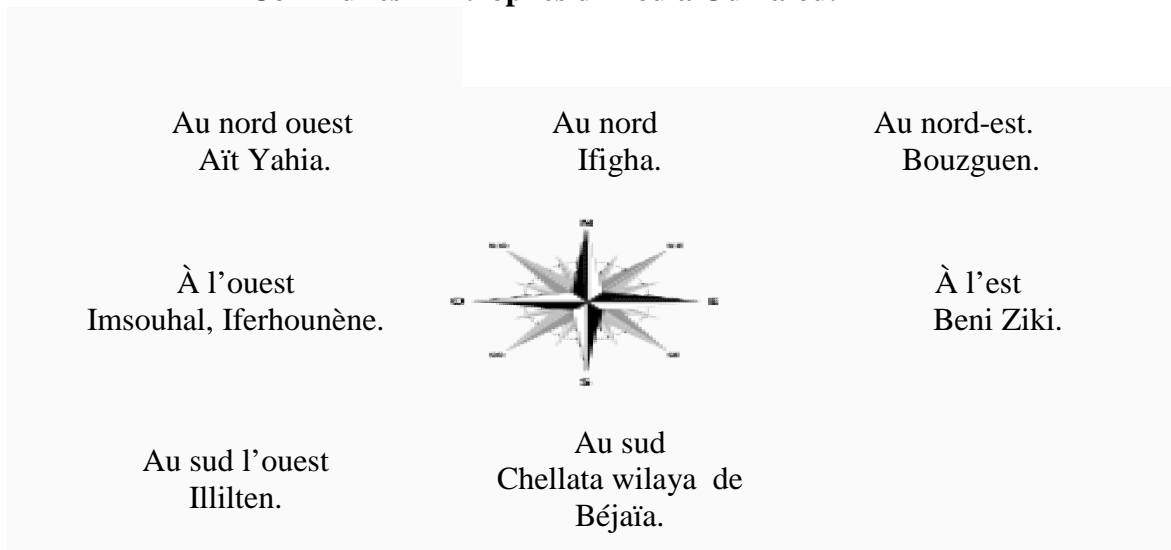 Au nord ouest
Aït Yahia.
Au nord
Ifigha.
Au nord-est.
Bouzguen.
À l’ouest
Imsouhal, Iferhounène.
À l’est
Beni Ziki.
Au sud l’ouest
Illilten.
Au sud
Chellata wilaya de
Béjaïa.